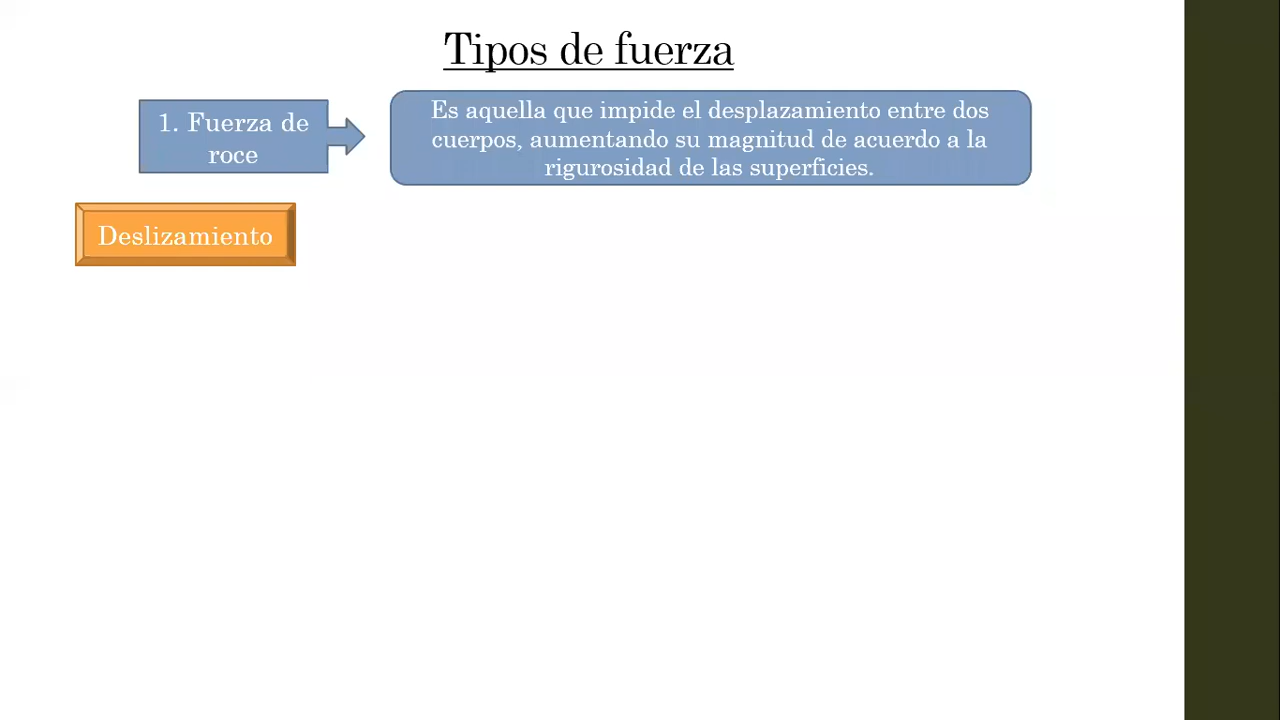 Tipos de fuerza
1. Fuerza de
roce
Es aquella que impide el desplazamiento entre dos
cuerpos, aumentando su magnitud de acuerdo a la
rigurosidad de las superficies.
Deslizamiento